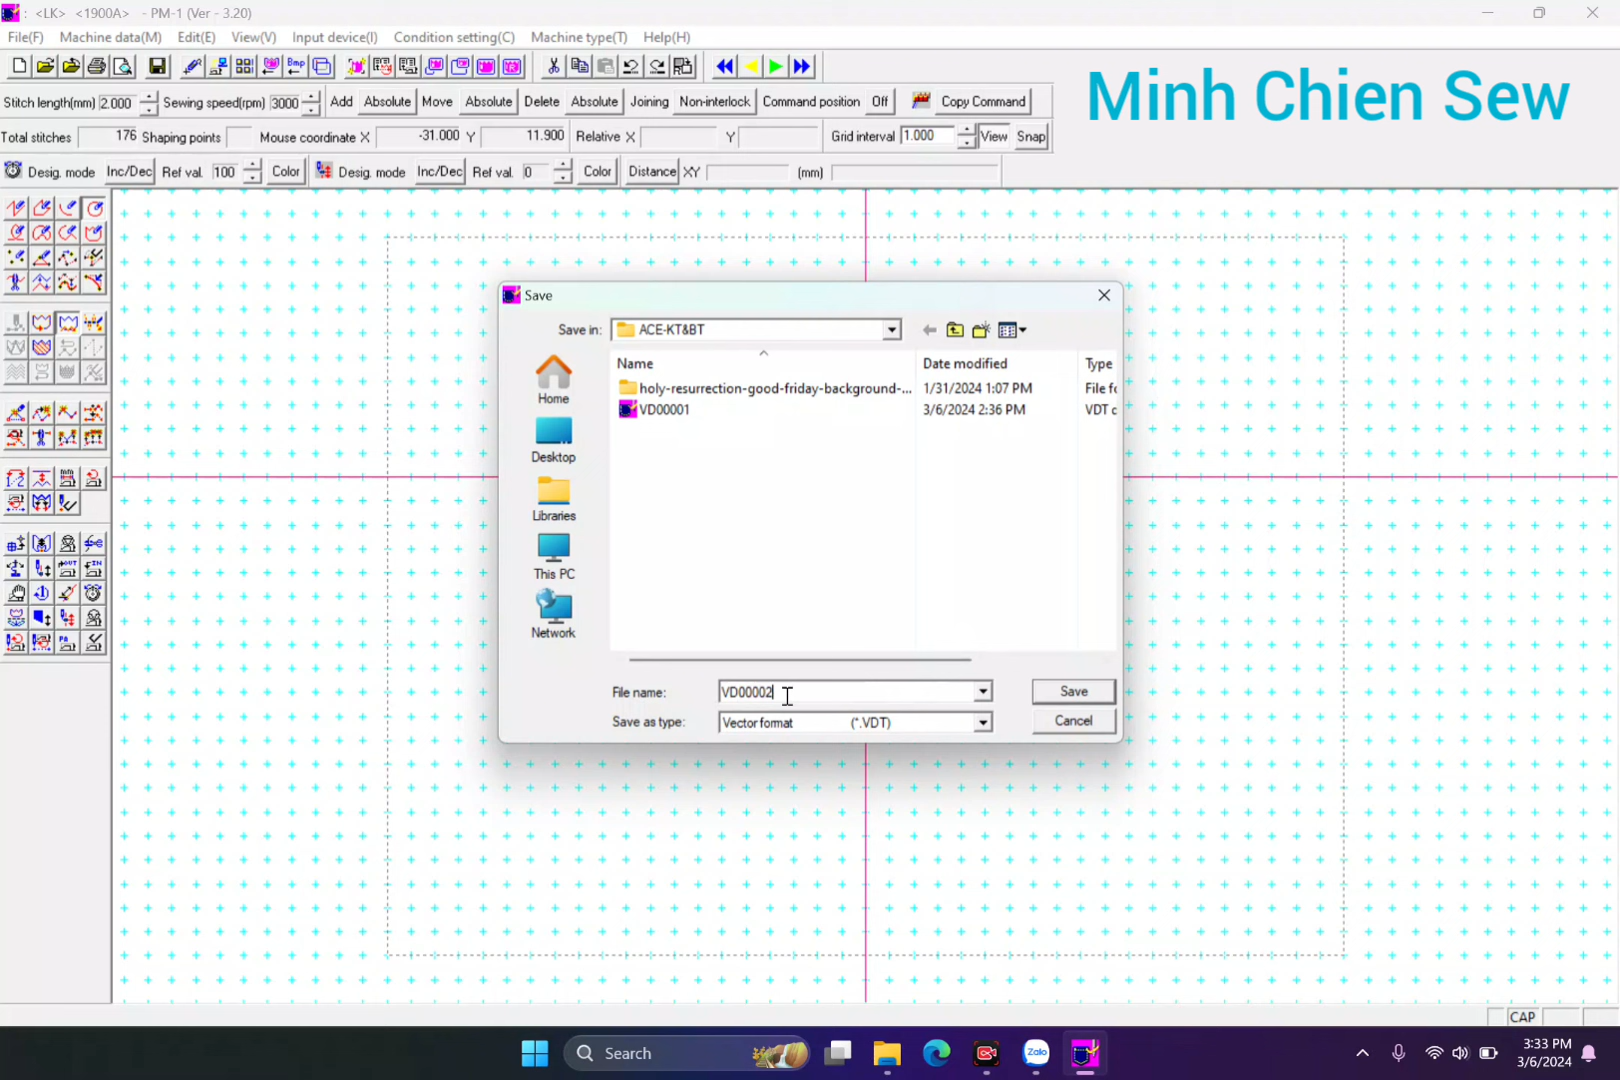 : <LK> <1900A> - PM-1 (Ver - 3.20)
File(F) Machine data(M) Edit(E) View(V) Input device(I) Condition setting(C) Machine type(T) Help(H)
Bmp
Stitch length(mm) 2.000 Sewing speed(rpm) 3000 Add Absolute Move Absolute Delete Absolute Joining Non-interlock Command position Off Copy Command
Minh Chien Sew
Total stitches 176 Shaping points Mouse coordinate X -31.000 Y 11.900 Relative X Y Grid interval 1.000 View Snap
Desig. mode Inc/Dec Ref val. 100 Color Desig. mode Inc/Dec Ref val. 0 Color Distance XY (mm)
Save
Save in: ACE-KT&BT
Name Date modified Type
holy-resurrection-good-friday-background-... 1/31/2024 1:07 PM File fo
VD00001 3/6/2024 2:36 PM VDT d
Home
Desktop
Libraries
This PC
Network
File name: VD00002 Save
Save as type: Vector format (*.VDT) Cancel
CAP
Search
Zalo
3:33 PM
3/6/2024